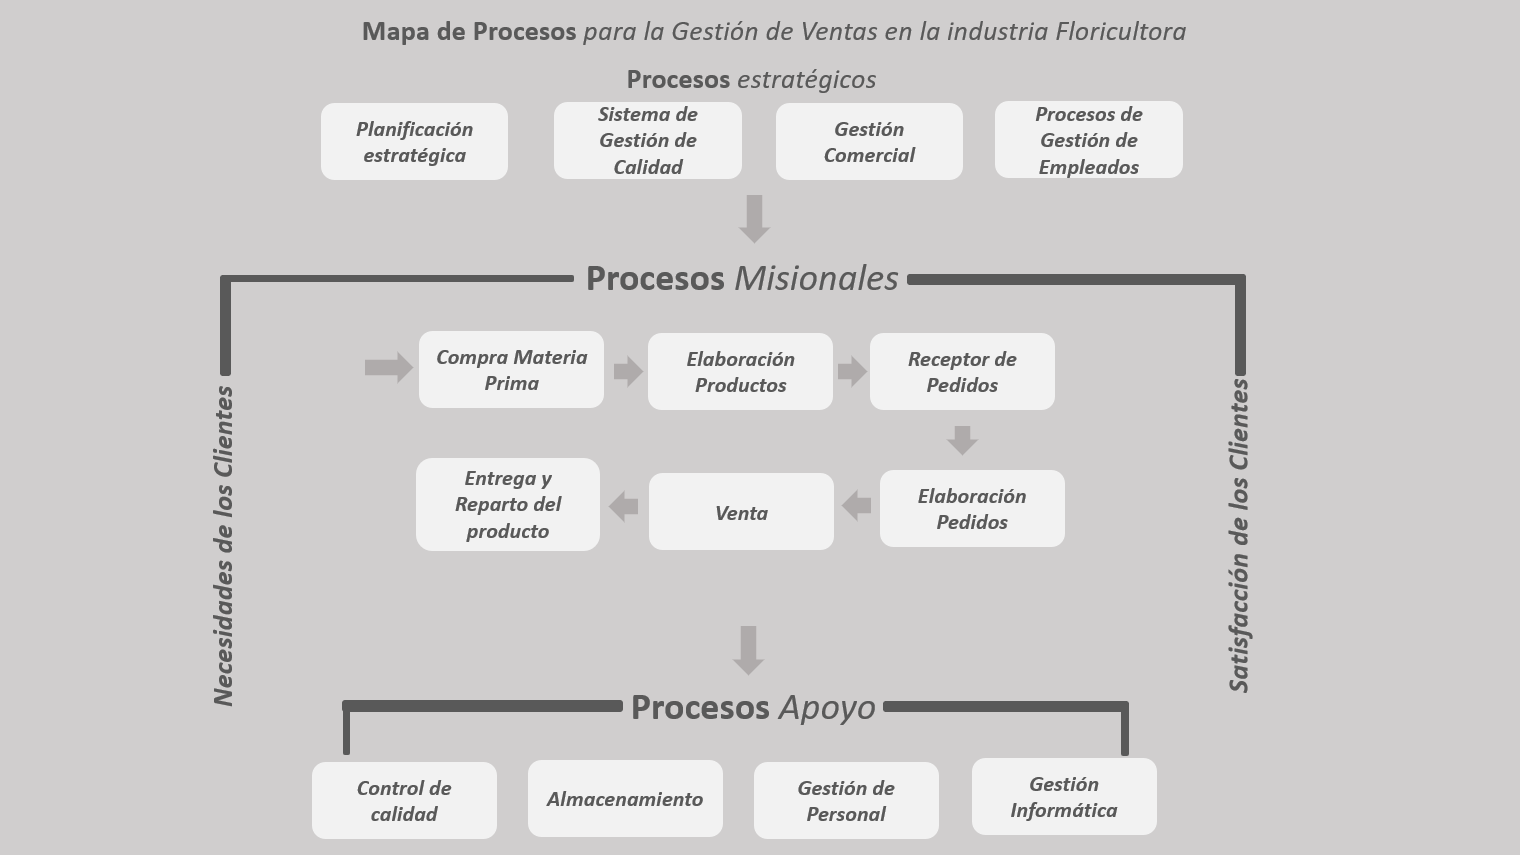 Mapa de Procesos para la Gestión de Ventas en la industria Floricultora
Procesos estratégicos
Planificación
estratégica
Sistema de
Gestión de
Calidad
Gestión
Comercial
Procesos de
Gestión de
Empleados
Procesos Misionales
Necesidades de los Clientes
Compra Materia
Prima
Elaboración
Productos
Receptor de
Pedidos
Entrega y
Reparto del
producto
Venta
Elaboración
Pedidos
Satisfacción de los Clientes
Procesos Apoyo
Control de
calidad
Almacenamiento
Gestión de
Personal
Gestión
Informática